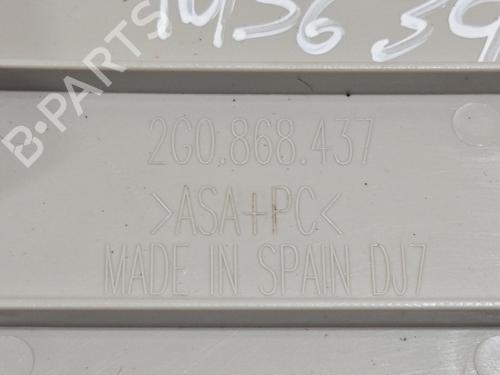 2G0.868.437
>ASA+PC<
MADE IN SPAIN DJ7
B-PARTS